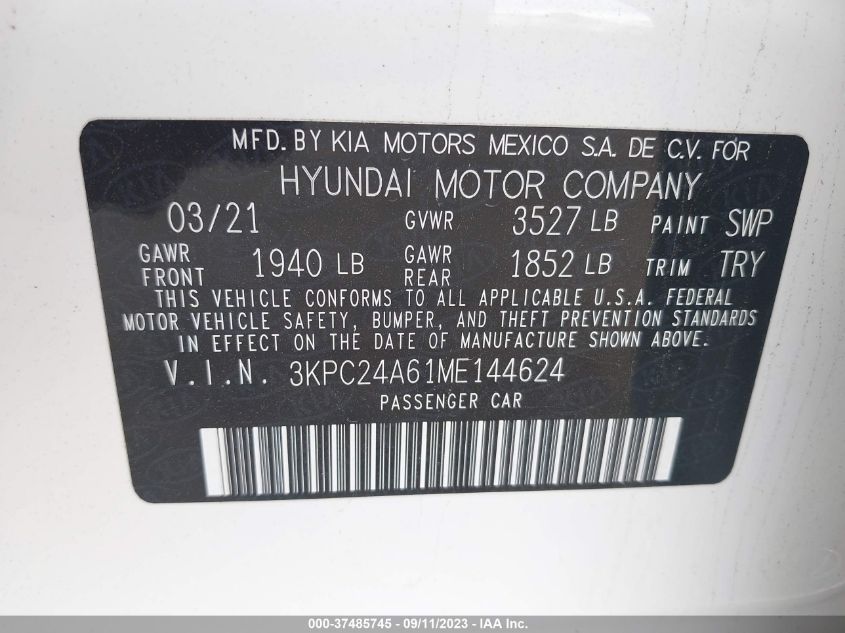 MFD. BY KIA MOTORS MEXICO S.A. DE C.V. FOR
HYUNDAI MOTOR COMPANY
03/21 GVWR 3527 LB PAINT SWP
GAWR FRONT 1940 LB GAWR REAR 1852 LB TRIM TRY
THIS VEHICLE CONFORMS TO ALL APPLICABLE U.S.A. FEDERAL
MOTOR VEHICLE SAFETY, BUMPER, AND THEFT PREVENTION STANDARDS
IN EFFECT ON THE DATE OF MANUFACTURE SHOWN ABOVE.
V.I.N. 3KPC24A61ME144624
PASSENGER CAR
000-37485745 - 09/11/2023 - IAAI.COM